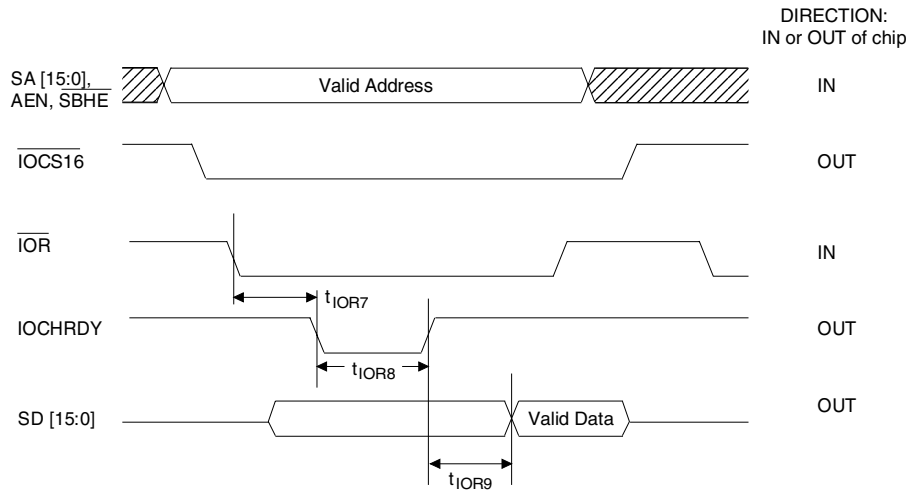 DIRECTION:
IN or OUT of chip
SA [15:0],
AEN, SBHE
Valid Address
IN
IOCS16
OUT
IOR
IN
tIOR7
IOCHRDY
OUT
tIOR8
SD [15:0]
Valid Data
OUT
tIOR9